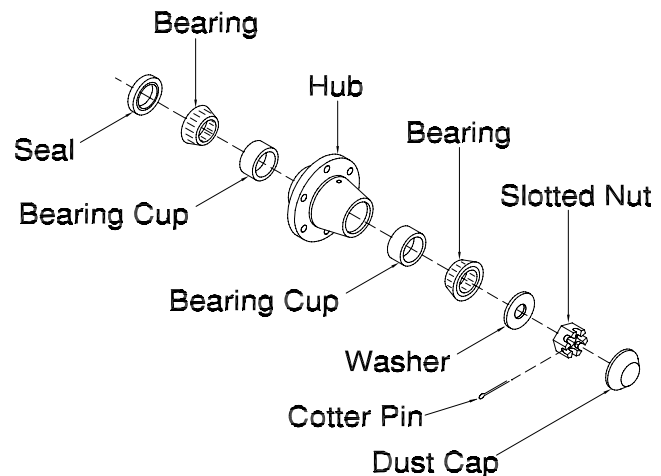 Bearing
Hub
Bearing
Seal
Slotted Nut
Bearing Cup
Bearing Cup
Washer
Cotter Pin
Dust Cap